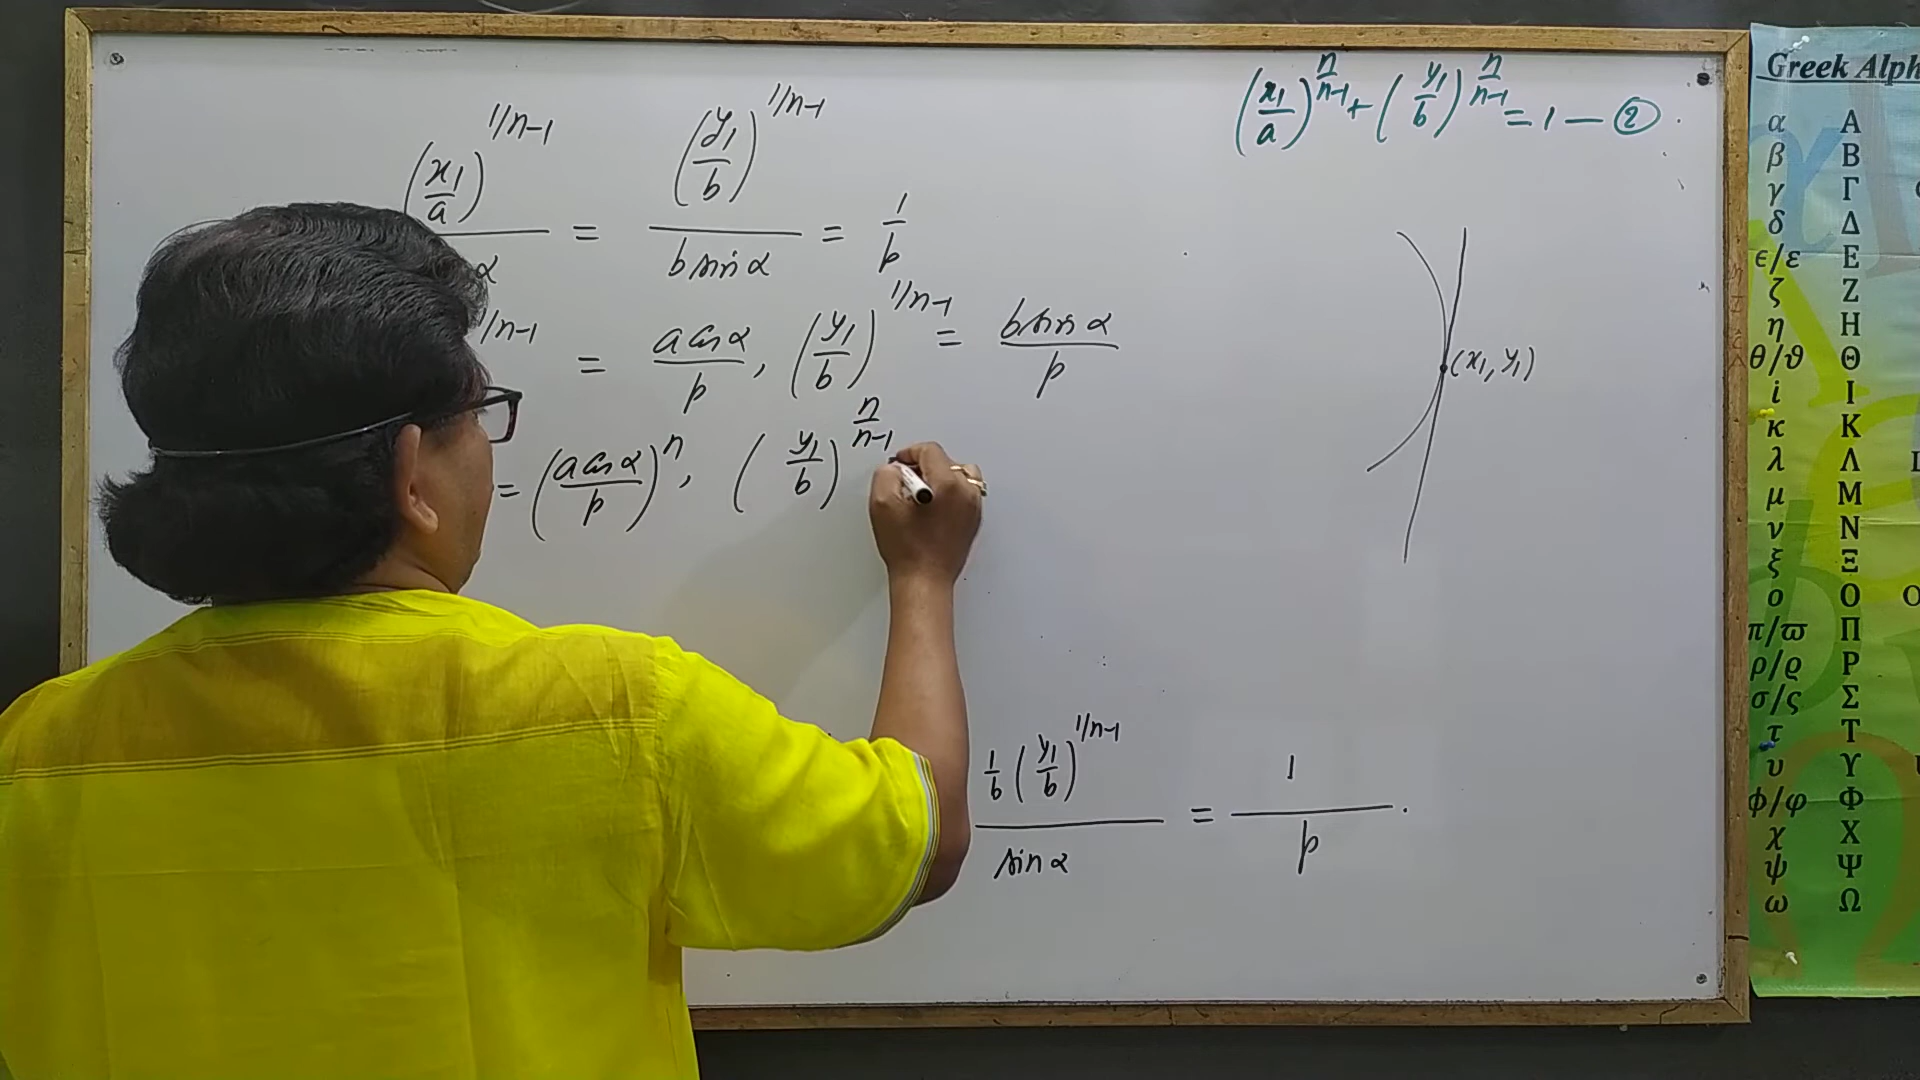 (x₁/a)^(n/n-1) + (y₁/b)^(n/n-1) = 1 — ②.
(x₁/a)^(1/n-1) / α = (y₁/b)^(1/n-1) / b sin α = 1/p
1/n-1 = a cos α / p, (y₁/b)^(1/n-1) = b sin α / p
= (a cos α / p)^n, (y₁/b)^(n/n-1)
(x₁, y₁)
1/b (y₁/b)^(1/n-1) / sin α = 1 / p.
Greek Alph
α Α
β Β
γ Γ
δ Δ
ϵ/ε Ε
ζ Ζ
η Η
θ/ϑ Θ
i Ι
κ Κ
λ Λ
μ Μ
ν Ν
ξ Ξ
ο Ο
π/ϖ Π
ρ/ϱ Ρ
σ/ς Σ
τ Τ
υ Υ
ϕ/φ Φ
χ Χ
ψ Ψ
ω Ω